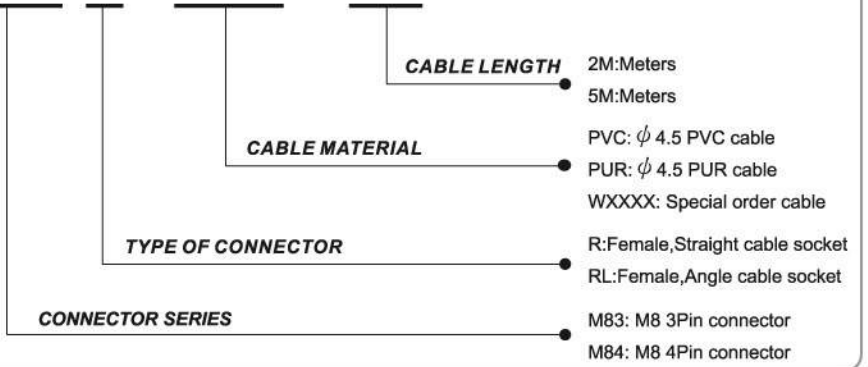 CABLE LENGTH
2M:Meters
5M:Meters
CABLE MATERIAL
PVC: ψ 4.5 PVC cable
PUR: ψ 4.5 PUR cable
WXXXX: Special order cable
TYPE OF CONNECTOR
R:Female,Straight cable socket
RL:Female,Angle cable socket
CONNECTOR SERIES
M83: M8 3Pin connector
M84: M8 4Pin connector